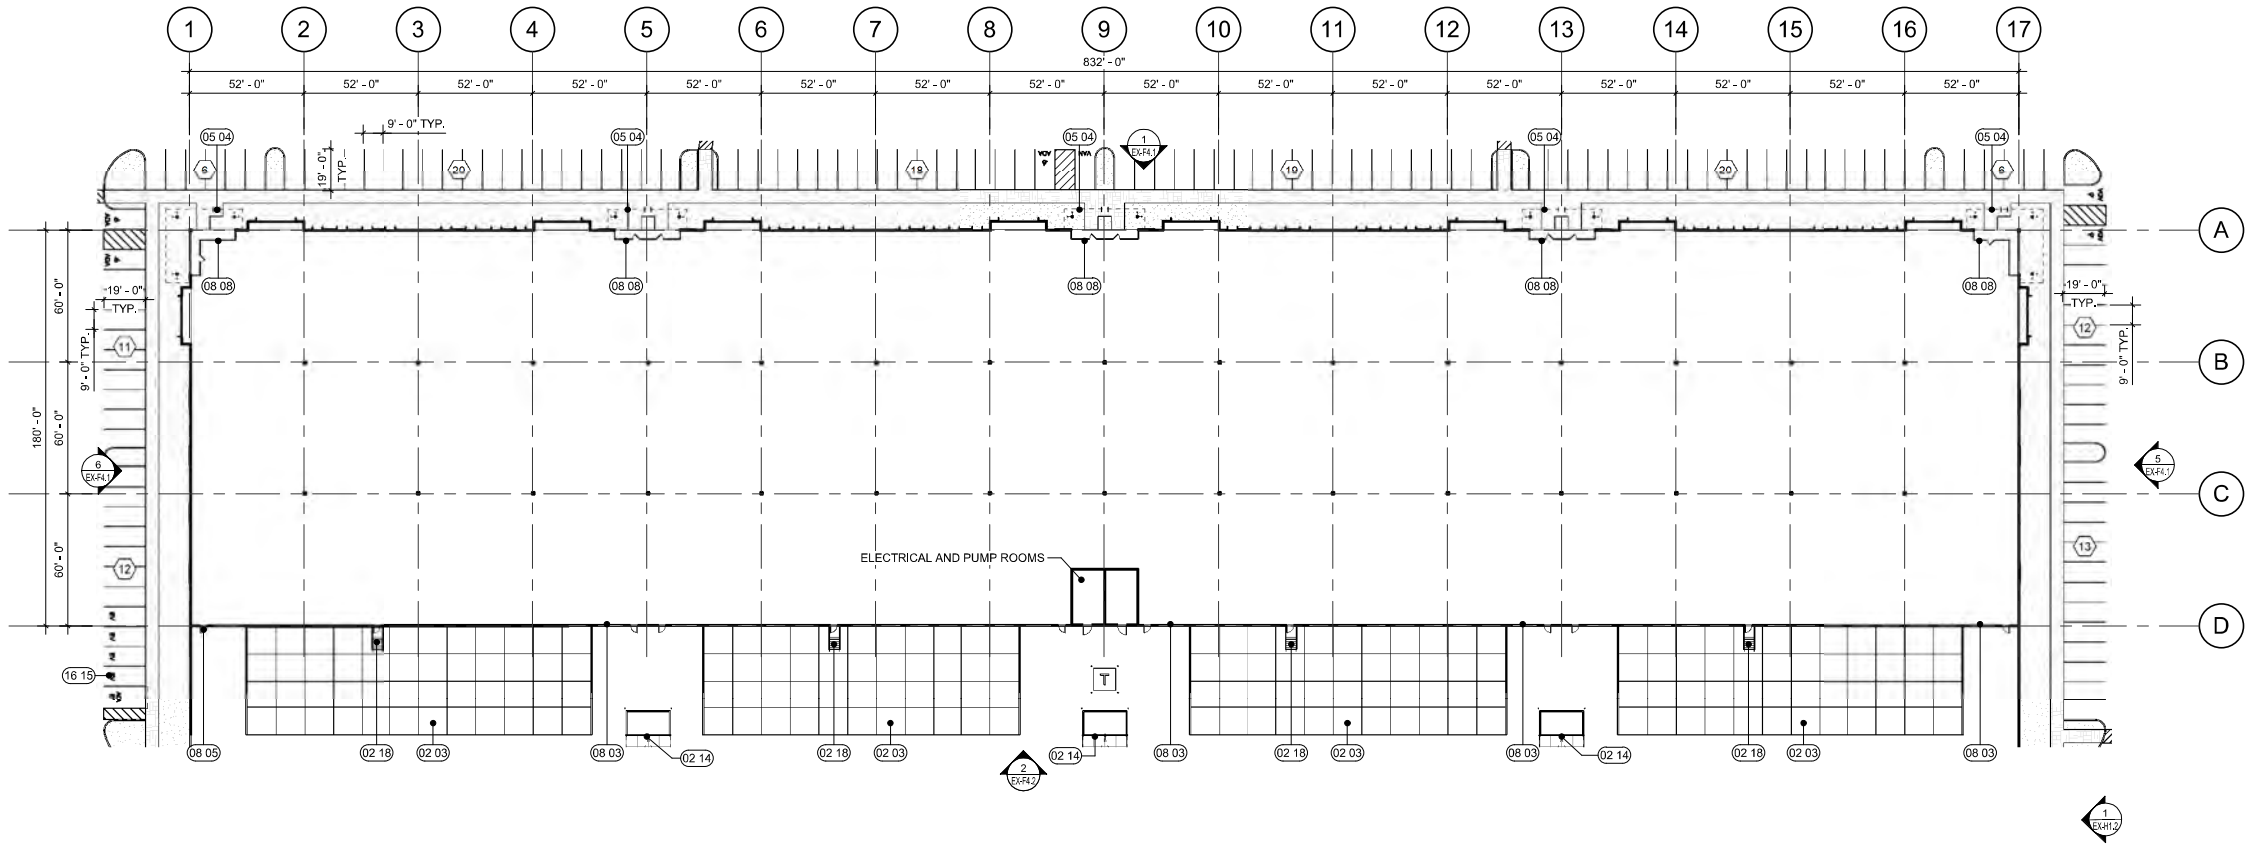 1 2 3 4 5 6 7 8 9 10 11 12 13 14 15 16 17
832' - 0"
52' - 0" 52' - 0" 52' - 0" 52' - 0" 52' - 0" 52' - 0" 52' - 0" 52' - 0" 52' - 0" 52' - 0" 52' - 0" 52' - 0" 52' - 0" 52' - 0" 52' - 0" 52' - 0"
9' - 0" TYP.
05 04 05 04 05 04 05 04 05 04
1
EX-F4.1
19' - 0"
TYP.
6 20 18 19 20 6
ADA VAN
A
08 08 08 08 08 08 08 08 08 08
19' - 0"
TYP.
19' - 0"
TYP.
9' - 0" TYP.
9' - 0" TYP.
11 12
B
60' - 0"
60' - 0"
60' - 0"
180' - 0"
6
EX-F4.1
5
EX-F4.1
C
ELECTRICAL AND PUMP ROOMS
12 13
D
16 15
T
08 05 02 18 02 03 08 03 02 14 02 18 02 03 02 14 08 03 02 18 02 03 08 03 02 14 02 18 02 03 08 03
2
EX-F4.2
1
EX-H1.2